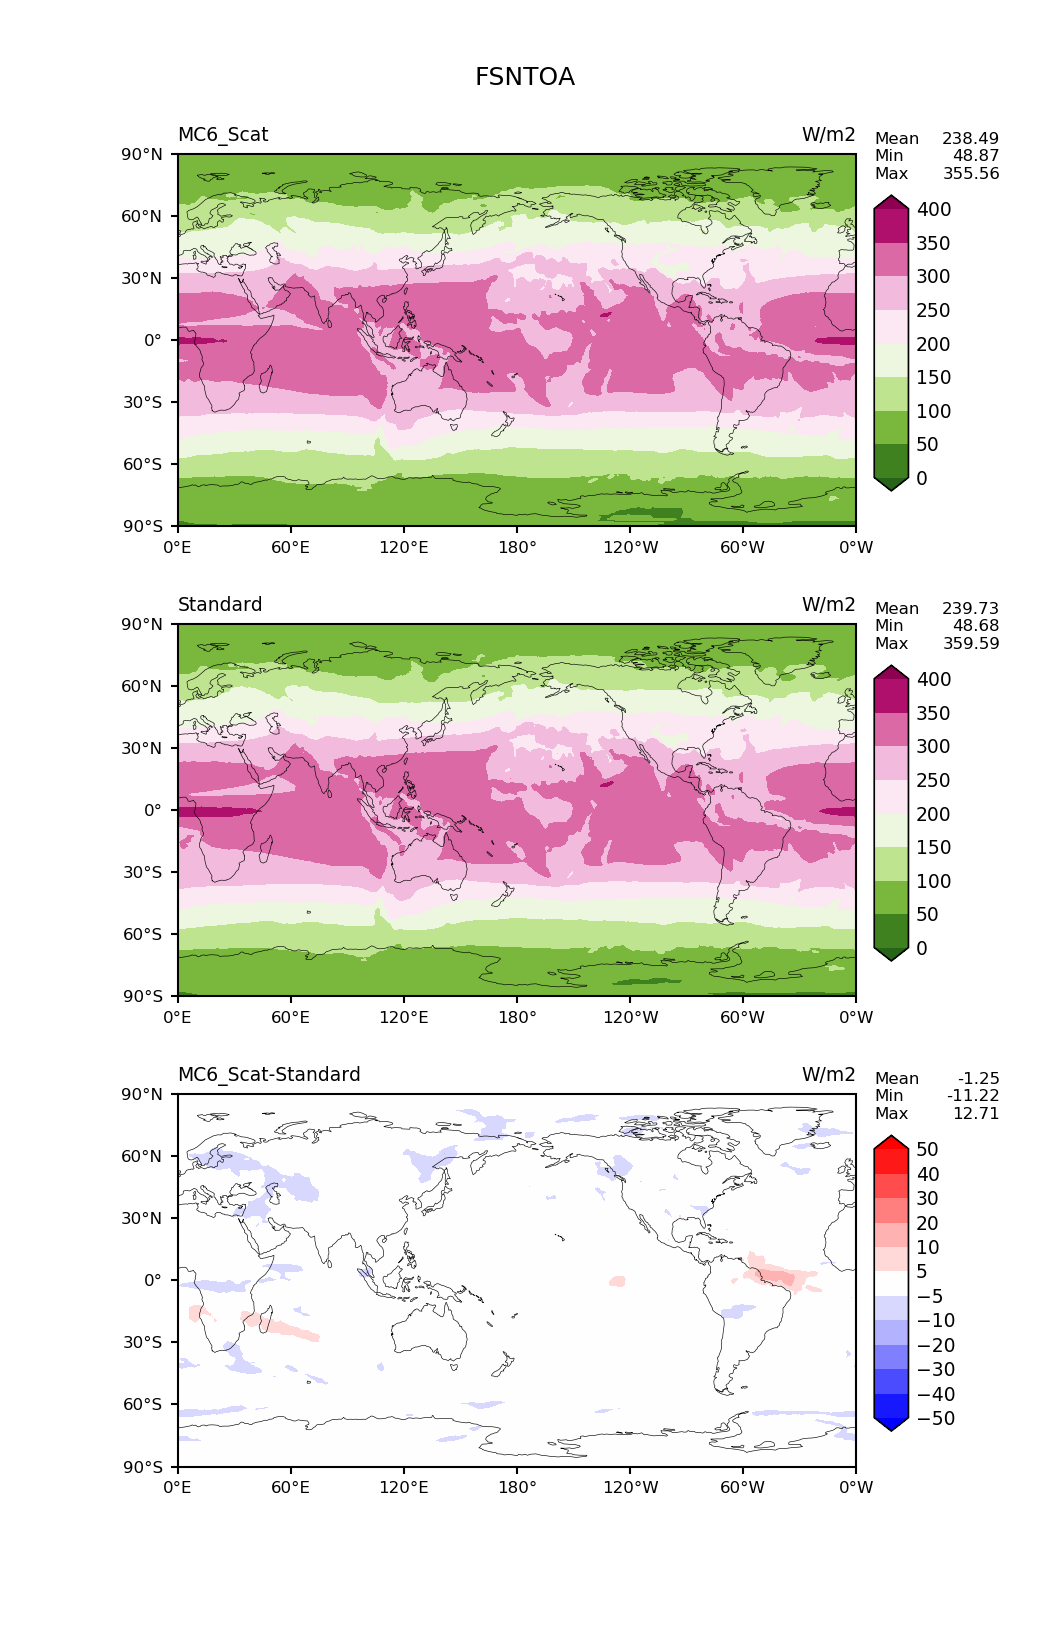 FSNTOA
MC6_Scat W/m2
Mean 238.49
Min 48.87
Max 355.56
90°N
60°N
30°N
0°
30°S
60°S
90°S
0°E 60°E 120°E 180° 120°W 60°W 0°W
400
350
300
250
200
150
100
50
0
Standard W/m2
Mean 239.73
Min 48.68
Max 359.59
90°N
60°N
30°N
0°
30°S
60°S
90°S
0°E 60°E 120°E 180° 120°W 60°W 0°W
400
350
300
250
200
150
100
50
0
MC6_Scat-Standard W/m2
Mean -1.25
Min -11.22
Max 12.71
90°N
60°N
30°N
0°
30°S
60°S
90°S
0°E 60°E 120°E 180° 120°W 60°W 0°W
50
40
30
20
10
5
−5
−10
−20
−30
−40
−50